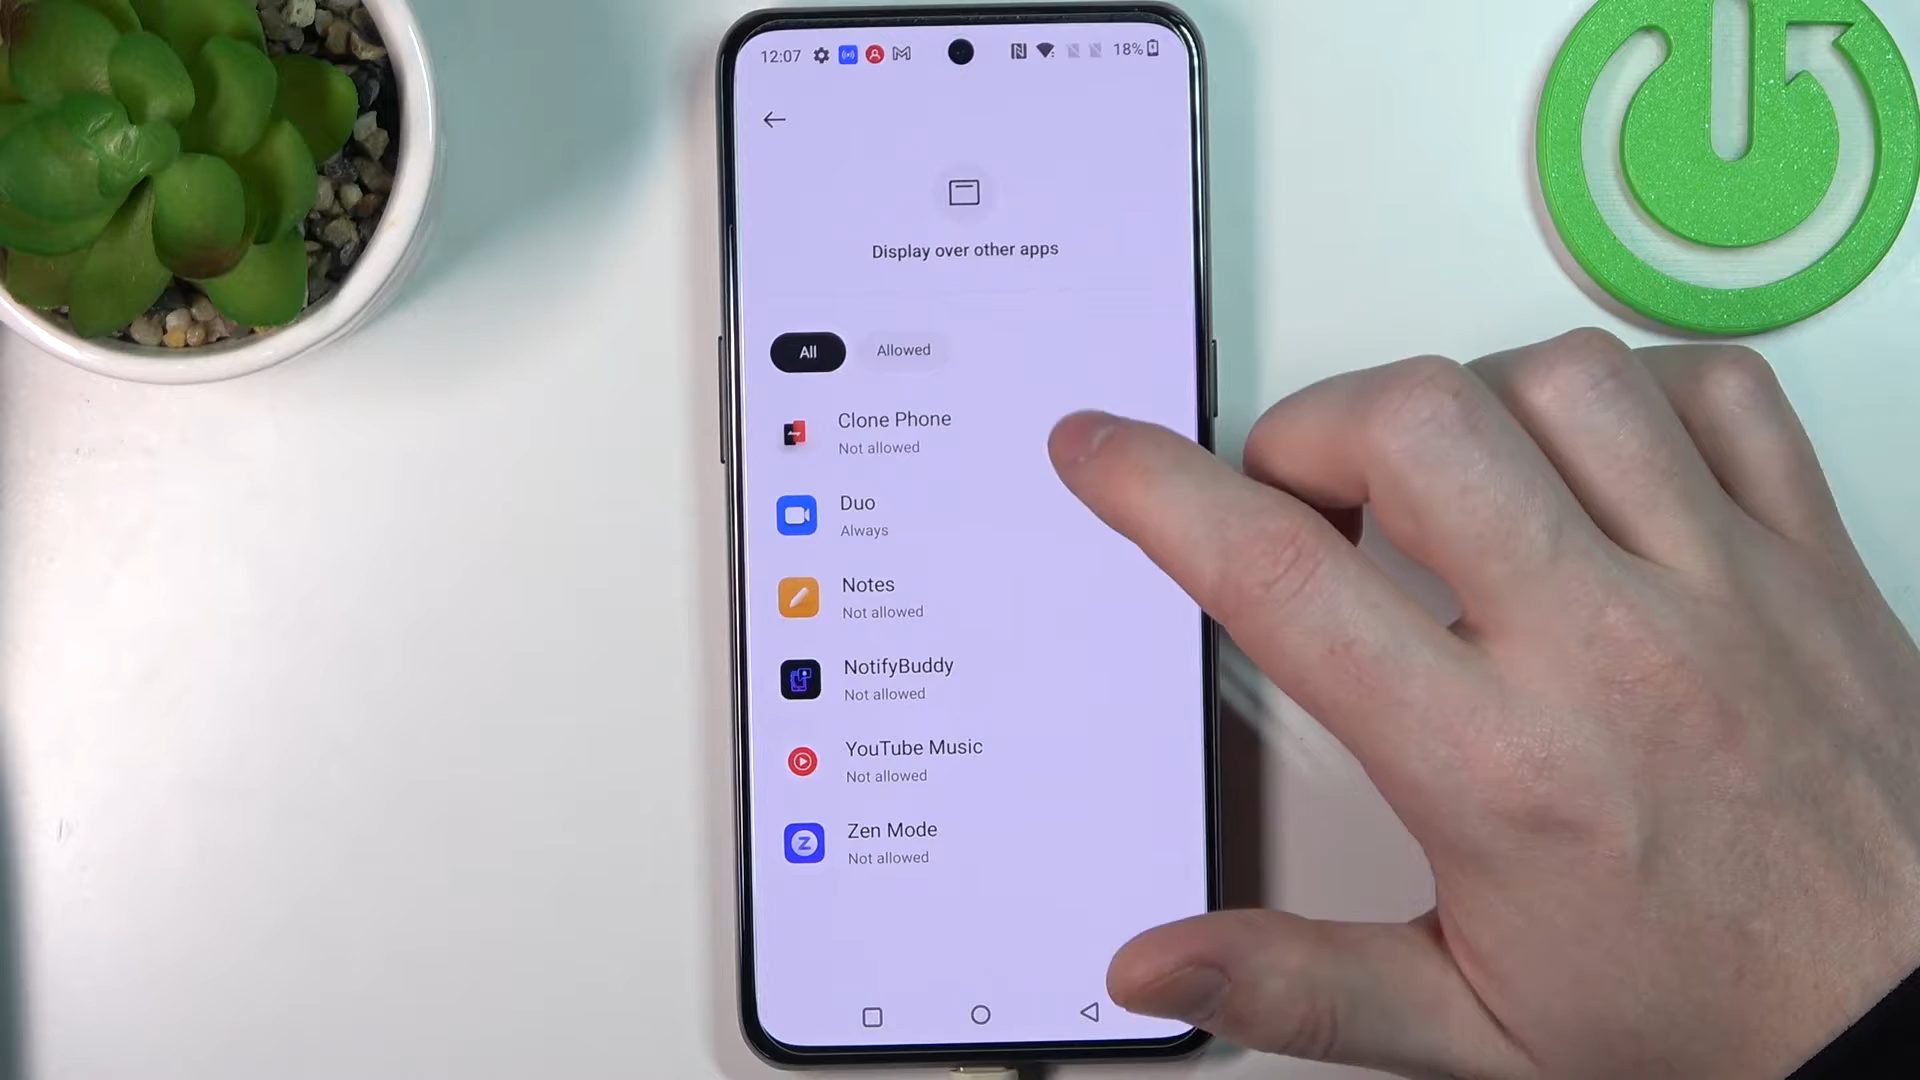 12:07
18%
Display over other apps
All
Allowed
Clone Phone
Not allowed
Duo
Always
Notes
Not allowed
NotifyBuddy
Not allowed
YouTube Music
Not allowed
Zen Mode
Not allowed